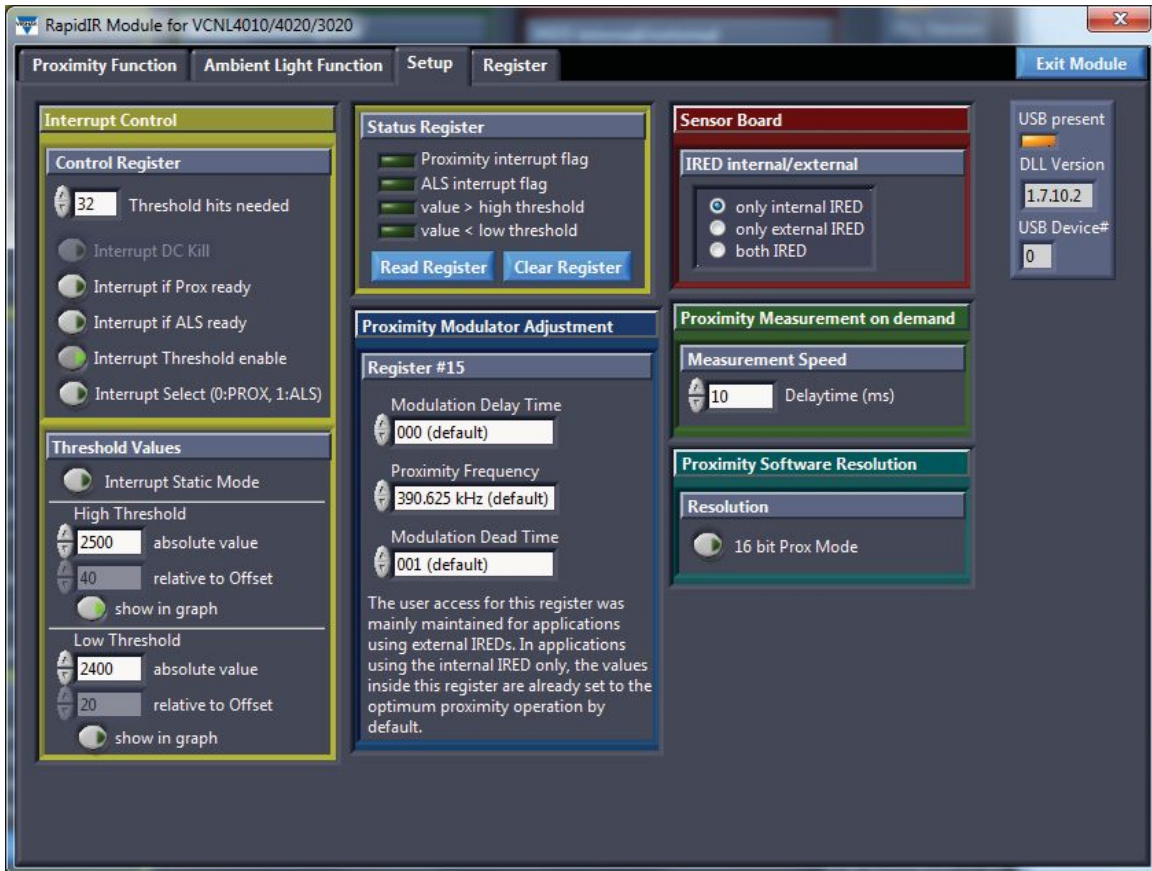 RapidIR Module for VCNL4010/4020/3020
Proximity Function
Ambient Light Function
Setup
Register
Exit Module
Interrupt Control
Control Register
32 Threshold hits needed
Interrupt DC Kill
Interrupt if Prox ready
Interrupt if ALS ready
Interrupt Threshold enable
Interrupt Select (0:PROX, 1:ALS)
Threshold Values
Interrupt Static Mode
High Threshold
2500 absolute value
40 relative to Offset
show in graph
Low Threshold
2400 absolute value
20 relative to Offset
show in graph
Status Register
Proximity interrupt flag
ALS interrupt flag
value > high threshold
value < low threshold
Read Register
Clear Register
Proximity Modulator Adjustment
Register #15
Modulation Delay Time
000 (default)
Proximity Frequency
390.625 kHz (default)
Modulation Dead Time
001 (default)
The user access for this register was
mainly maintained for applications
using external IREDs. In applications
using the internal IRED only, the values
inside this register are already set to the
optimum proximity operation by
default.
Sensor Board
IRED internal/external
only internal IRED
only external IRED
both IRED
Proximity Measurement on demand
Measurement Speed
10 Delaytime (ms)
Proximity Software Resolution
Resolution
16 bit Prox Mode
USB present
DLL Version
1.7.10.2
USB Device#
0